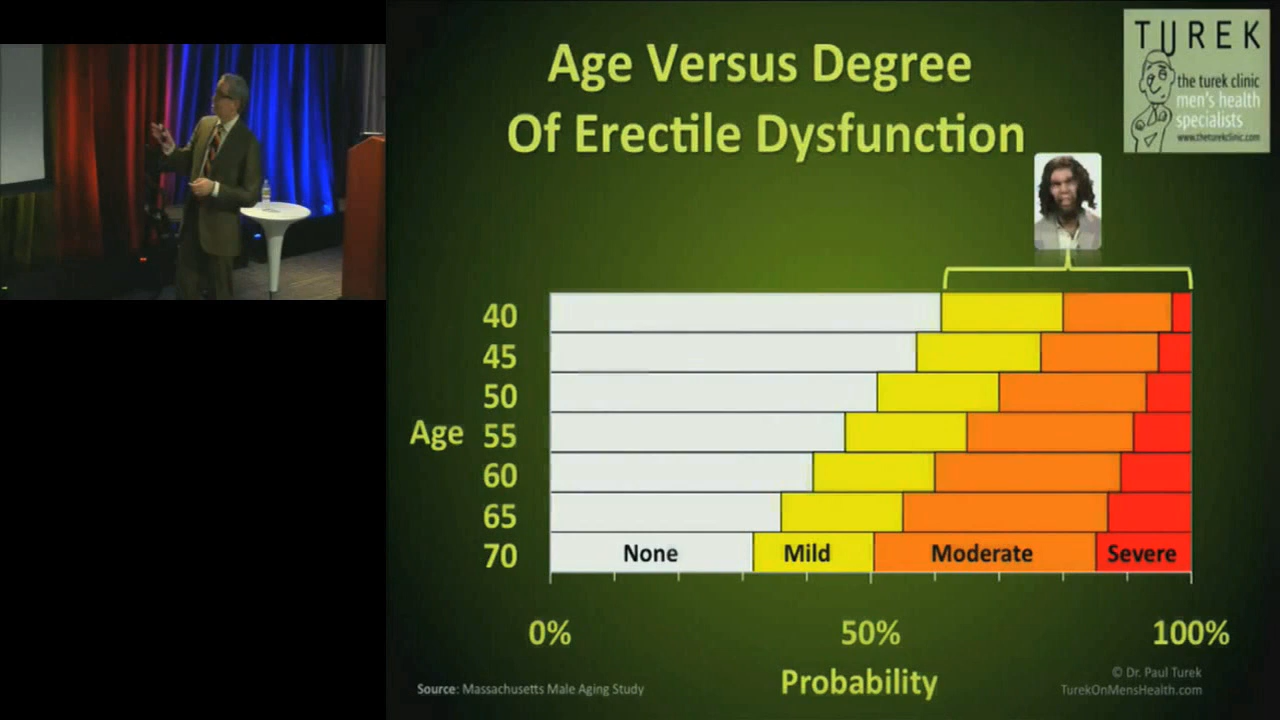 Age Versus Degree
Of Erectile Dysfunction
TUREK
the turek clinic
men's health
specialists
www.theturekclinic.com
40
45
50
Age
55
60
65
70
None
Mild
Moderate
Severe
0%
50%
100%
Probability
Source: Massachusetts Male Aging Study
© Dr. Paul Turek
TurekOnMensHealth.com